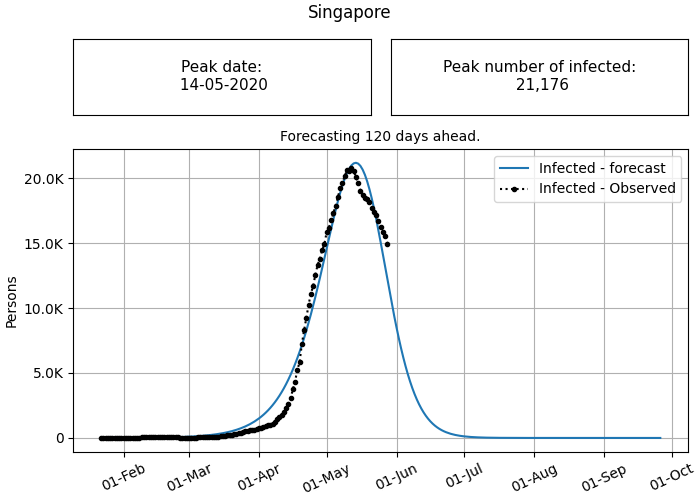 Singapore
Peak date:
14-05-2020
Peak number of infected:
21,176
Forecasting 120 days ahead.
Infected - forecast
Infected - Observed
20.0K
15.0K
10.0K
5.0K
0
Persons
01-Feb
01-Mar
01-Apr
01-May
01-Jun
01-Jul
01-Aug
01-Sep
01-Oct